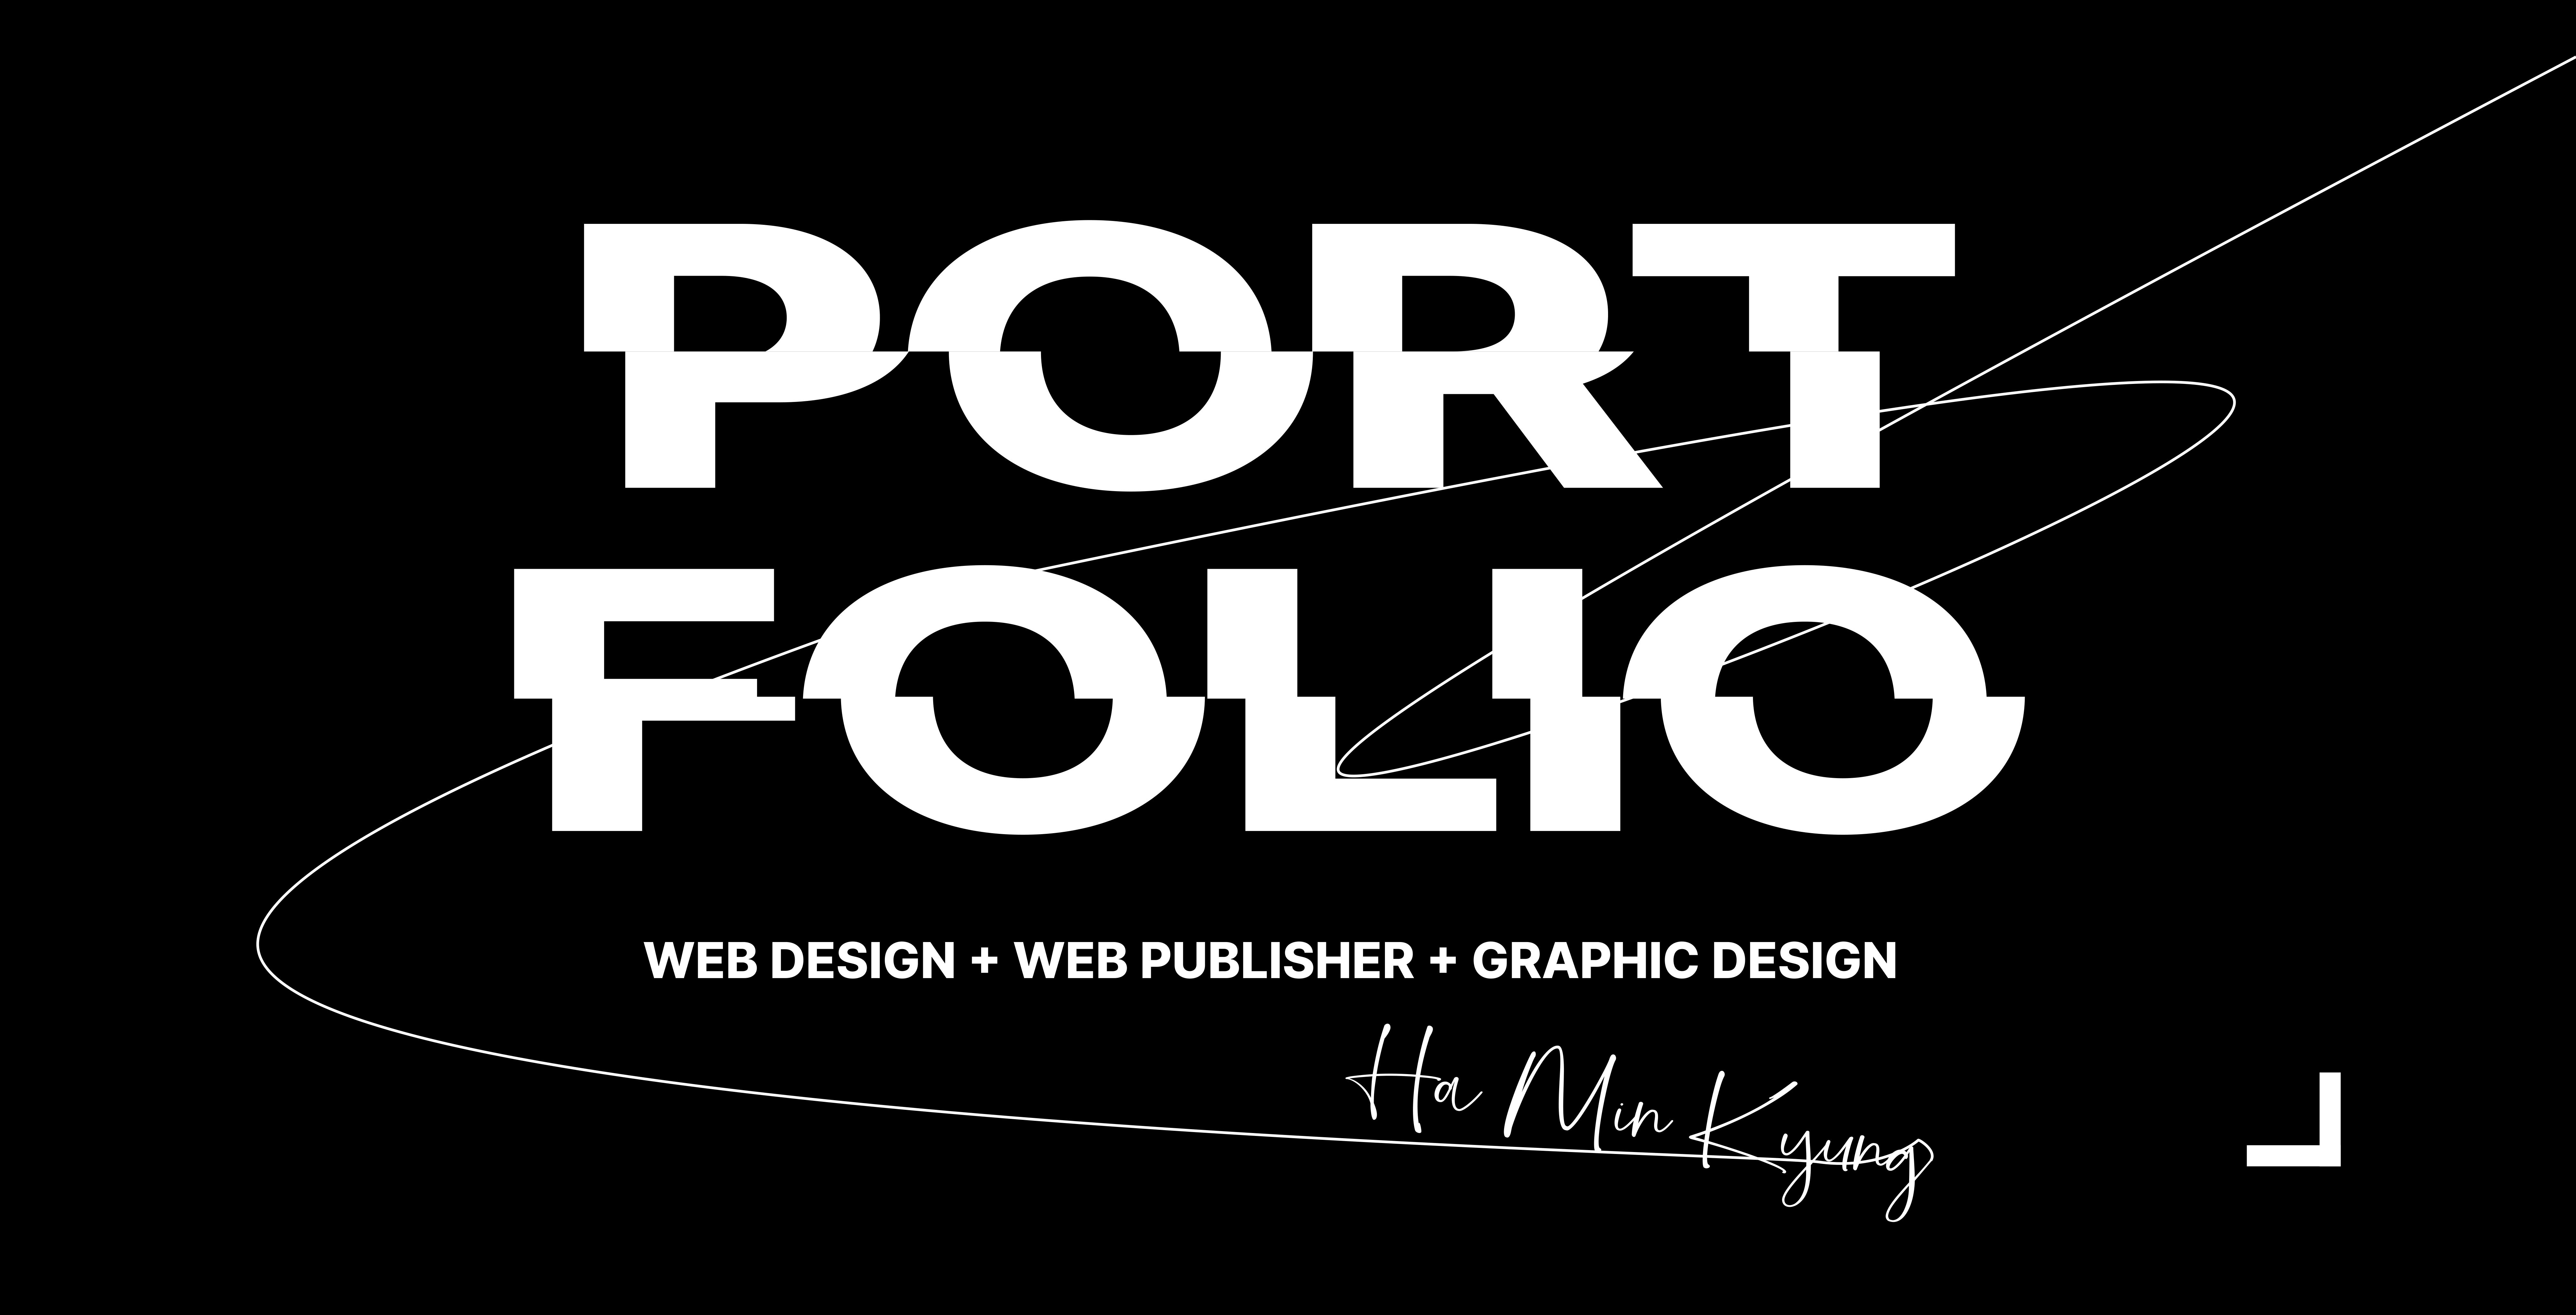 PORT
FOLIO
WEB DESIGN + WEB PUBLISHER + GRAPHIC DESIGN
Ha Min Kyung